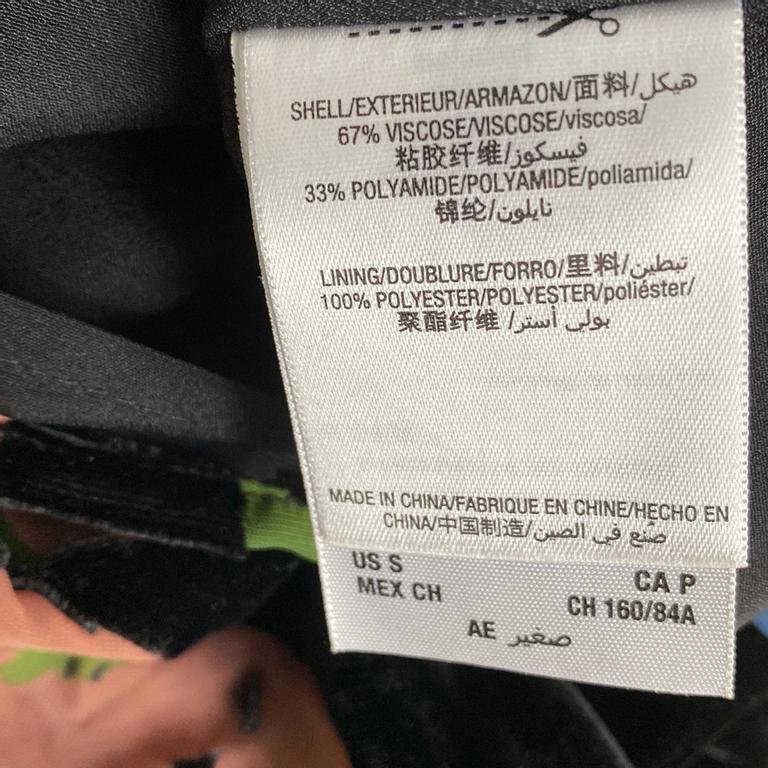 SHELL/EXTERIEUR/ARMAZON/面料/هيكل
67% VISCOSE/VISCOSE/viscosa/
粘胶纤维/فيسكوز
33% POLYAMIDE/POLYAMIDE/poliamida/
锦纶/نايلون
LINING/DOUBLURE/FORRO/里料/تبطين
100% POLYESTER/POLYESTER/poliéster/
聚酯纤维 /بولي أستر
MADE IN CHINA/FABRIQUE EN CHINE/HECHO EN
CHINA/中国制造/صنع في الصين
US S CA P
MEX CH CH 160/84A
AE صغير